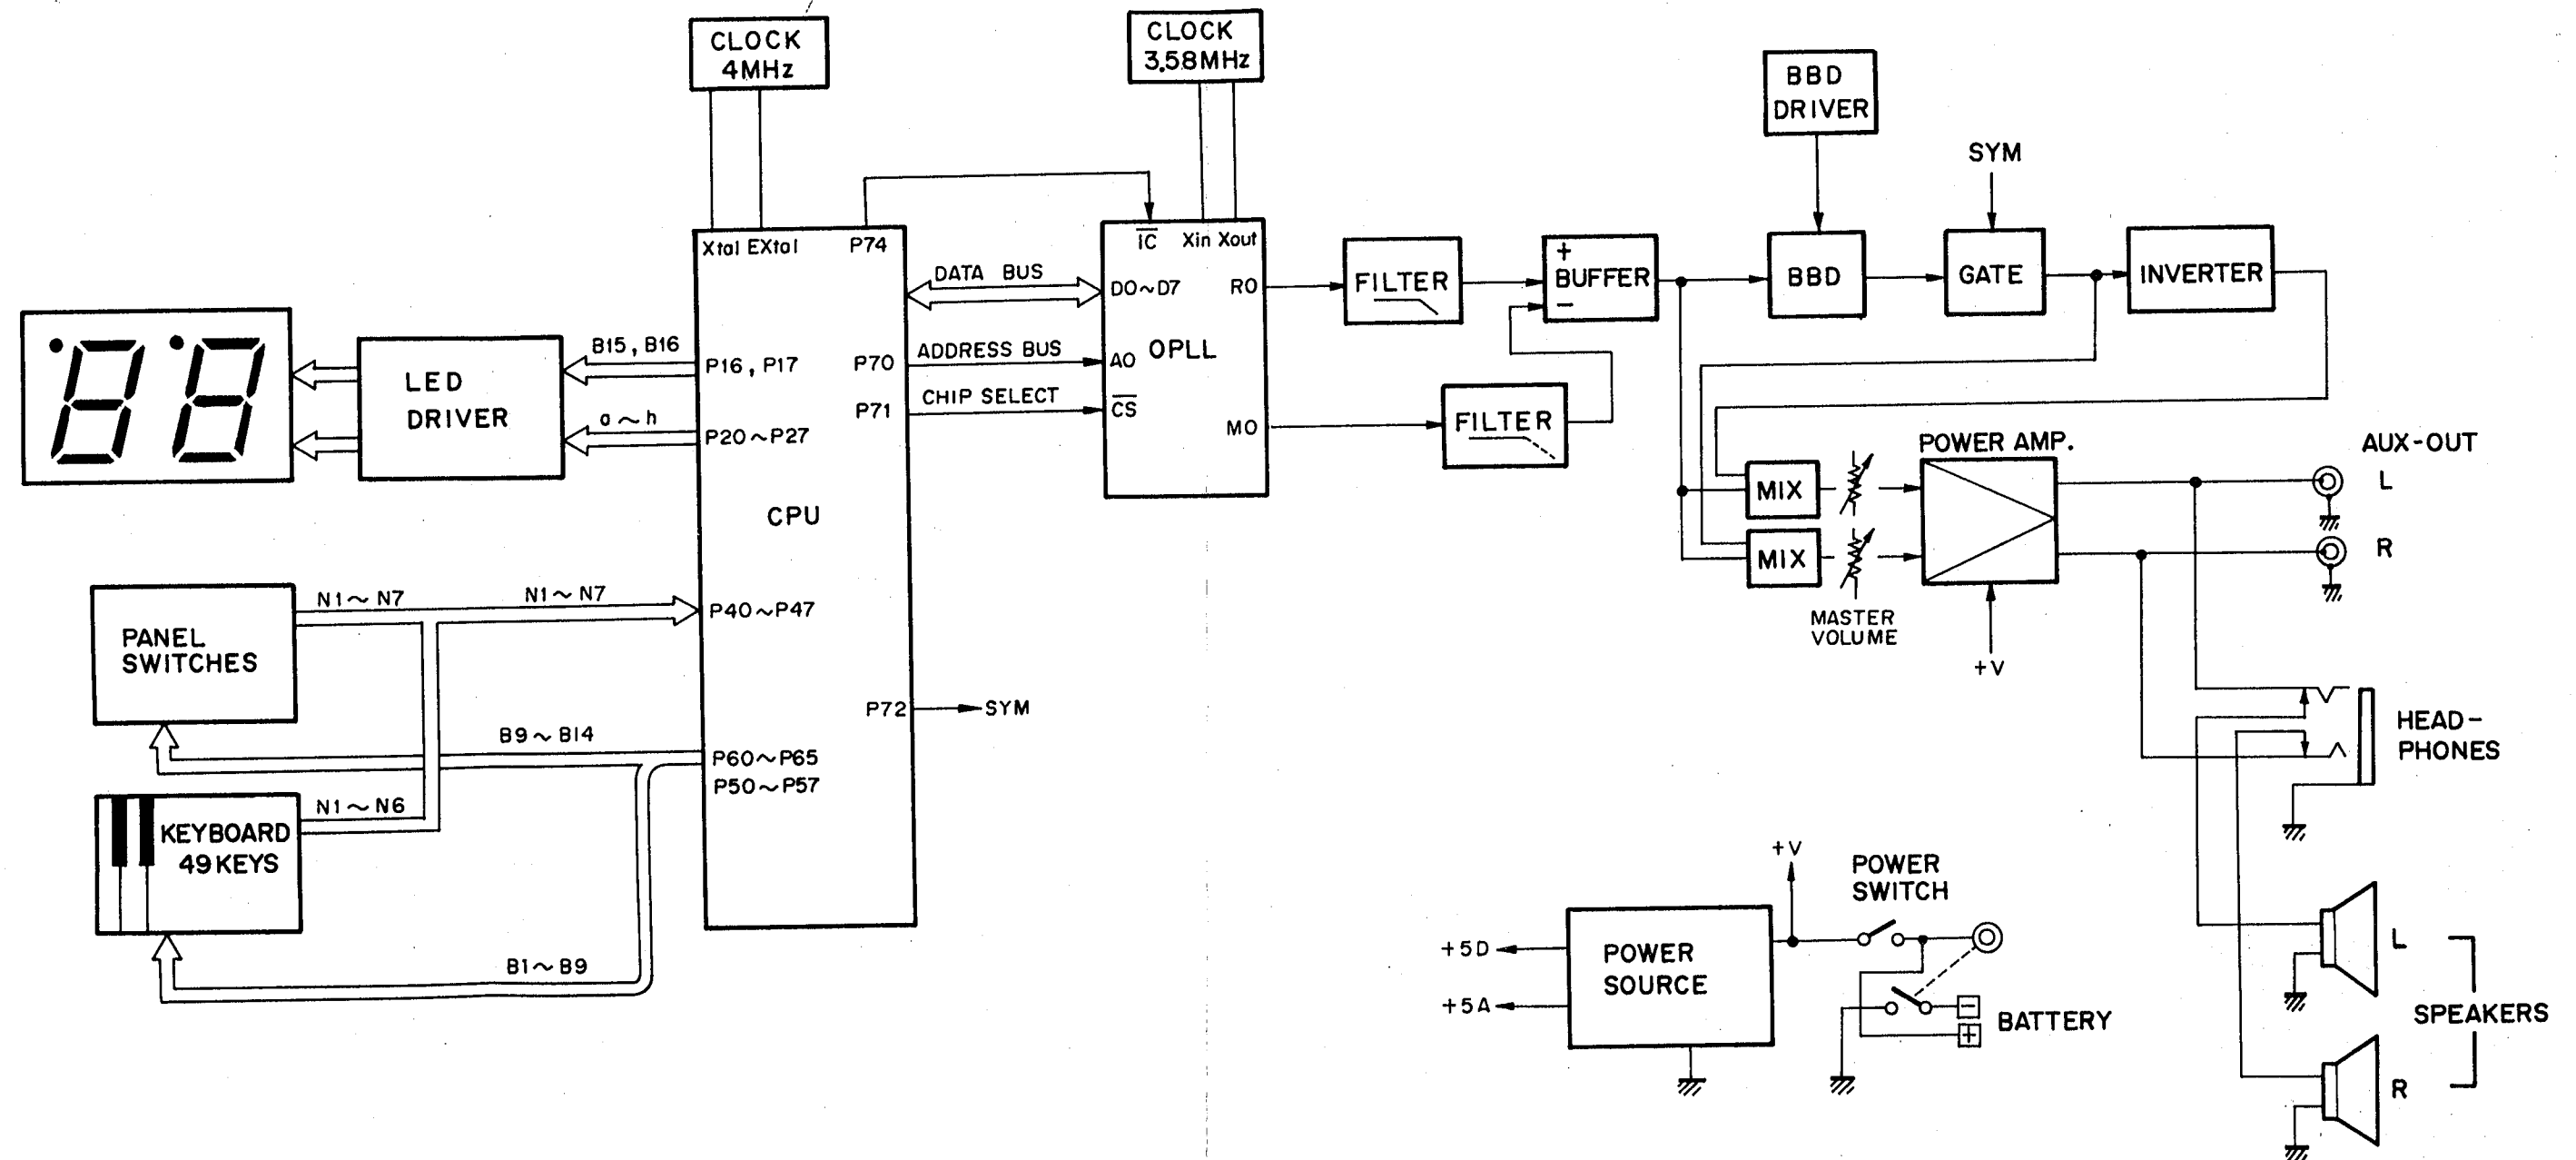 CLOCK
4MHz
CLOCK
3.58MHz
BBD
DRIVER
SYM
Xtal EXtal
P74
IC
Xin Xout
DATA BUS
D0~D7
RO
FILTER
+
BUFFER
-
BBD
GATE
INVERTER
B15, B16
P16, P17
P70
ADDRESS BUS
A0
OPLL
LED
DRIVER
a~h
P20~P27
P71
CHIP SELECT
CS
MO
FILTER
POWER AMP.
AUX-OUT
L
MIX
R
MIX
CPU
MASTER
VOLUME
+V
N1~N7
N1~N7
P40~P47
PANEL
SWITCHES
P72
SYM
B9~B14
P60~P65
P50~P57
HEAD-
PHONES
N1~N6
KEYBOARD
49KEYS
B1~B9
+V
POWER
SWITCH
+5D
POWER
SOURCE
+5A
-
+
BATTERY
L
SPEAKERS
R